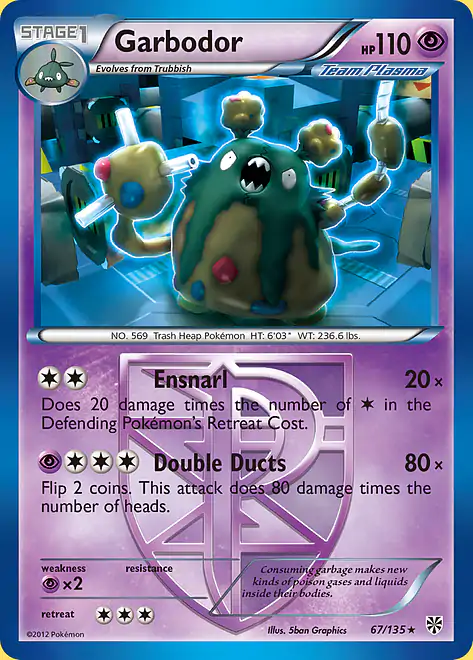 STAGE1
Garbodor
HP110
Evolves from Trubbish
Team Plasma
NO. 569 Trash Heap Pokémon HT: 6'03" WT: 236.6 lbs.
Ensnarl 20×
Does 20 damage times the number of in the
Defending Pokémon's Retreat Cost.
Double Ducts 80×
Flip 2 coins. This attack does 80 damage times the
number of heads.
weakness resistance
×2
retreat
Consuming garbage makes new
kinds of poison gases and liquids
inside their bodies.
©2012 Pokémon
Illus. 5ban Graphics
67/135★